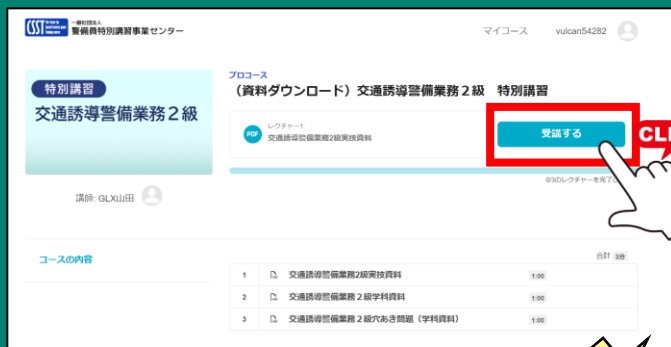 CSST
一般社団法人
警備員特別講習事業センター
マイコース
vulcan54282
特別講習
交通誘導警備業務２級
講師: GLX山田
プロコース
（資料ダウンロード）交通誘導警備業務２級　特別講習
PDF
レクチャー1:
交通誘導警備業務2級実技資料
受講する
0/3のレクチャーを完了
コースの内容
合計 3分
1 交通誘導警備業務2級実技資料 1:00
2 交通誘導警備業務２級学科資料 1:00
3 交通誘導警備業務２級穴あき問題（学科資料） 1:00